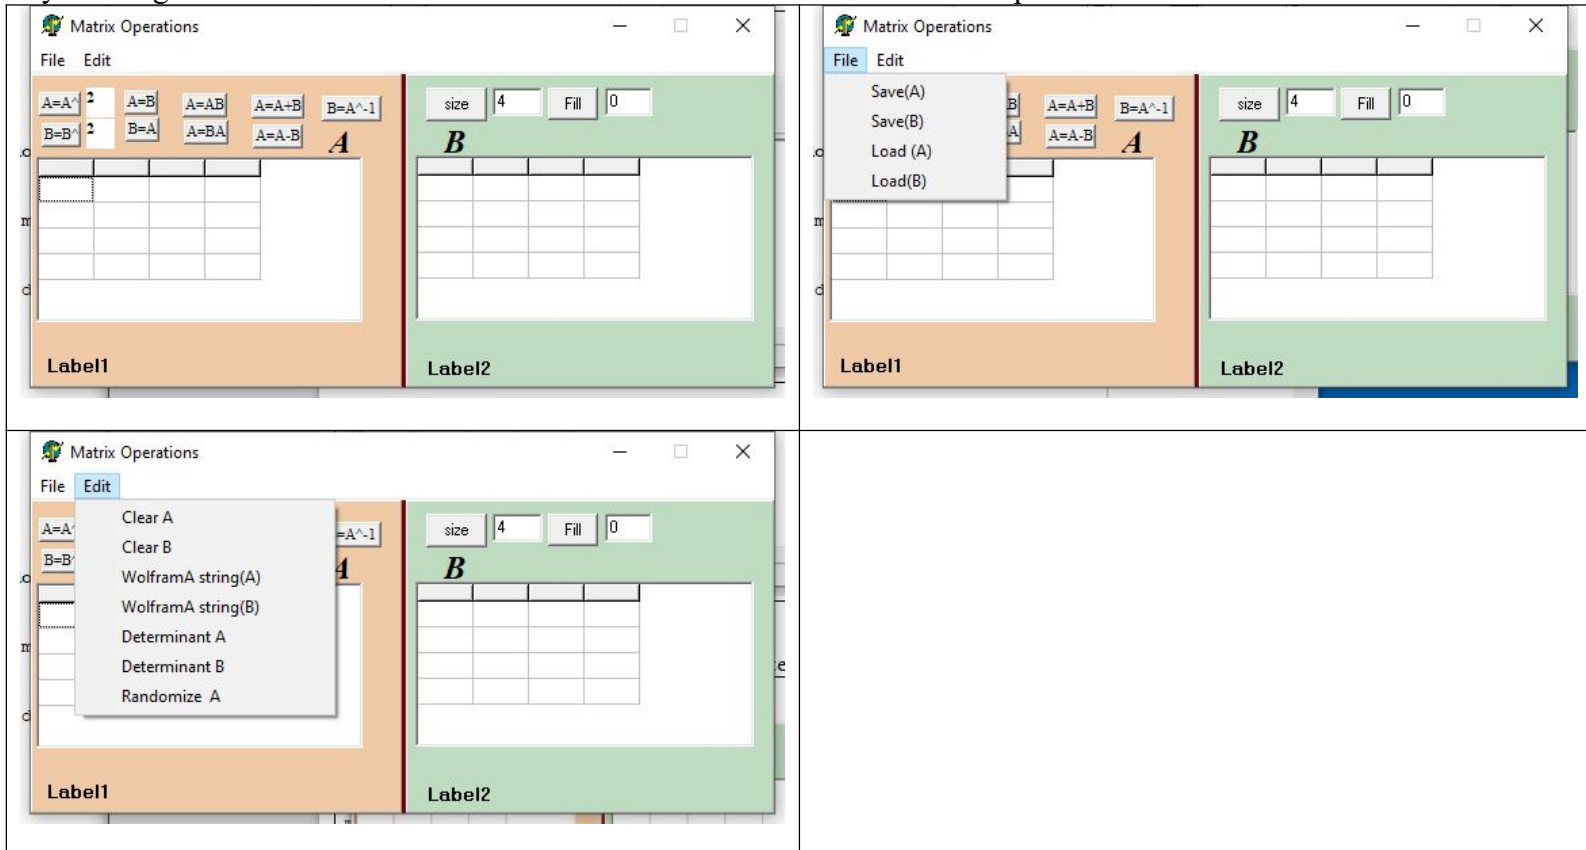 Matrix Operations
File Edit
A=A^ 2 A=B A=AB A=A+B B=A^-1
B=B^ 2 B=A A=BA A=A-B A
size 4 Fill 0
B
Label1
Label2
Matrix Operations
File Edit
Save(A)
Save(B)
Load (A)
Load(B)
B A=A+B B=A^-1
A A=A-B A
size 4 Fill 0
B
Label1
Label2
Matrix Operations
File Edit
Clear A
Clear B
WolframA string(A)
WolframA string(B)
Determinant A
Determinant B
Randomize A
A=A^ =A^-1
B=B^
size 4 Fill 0
B
Label1
Label2